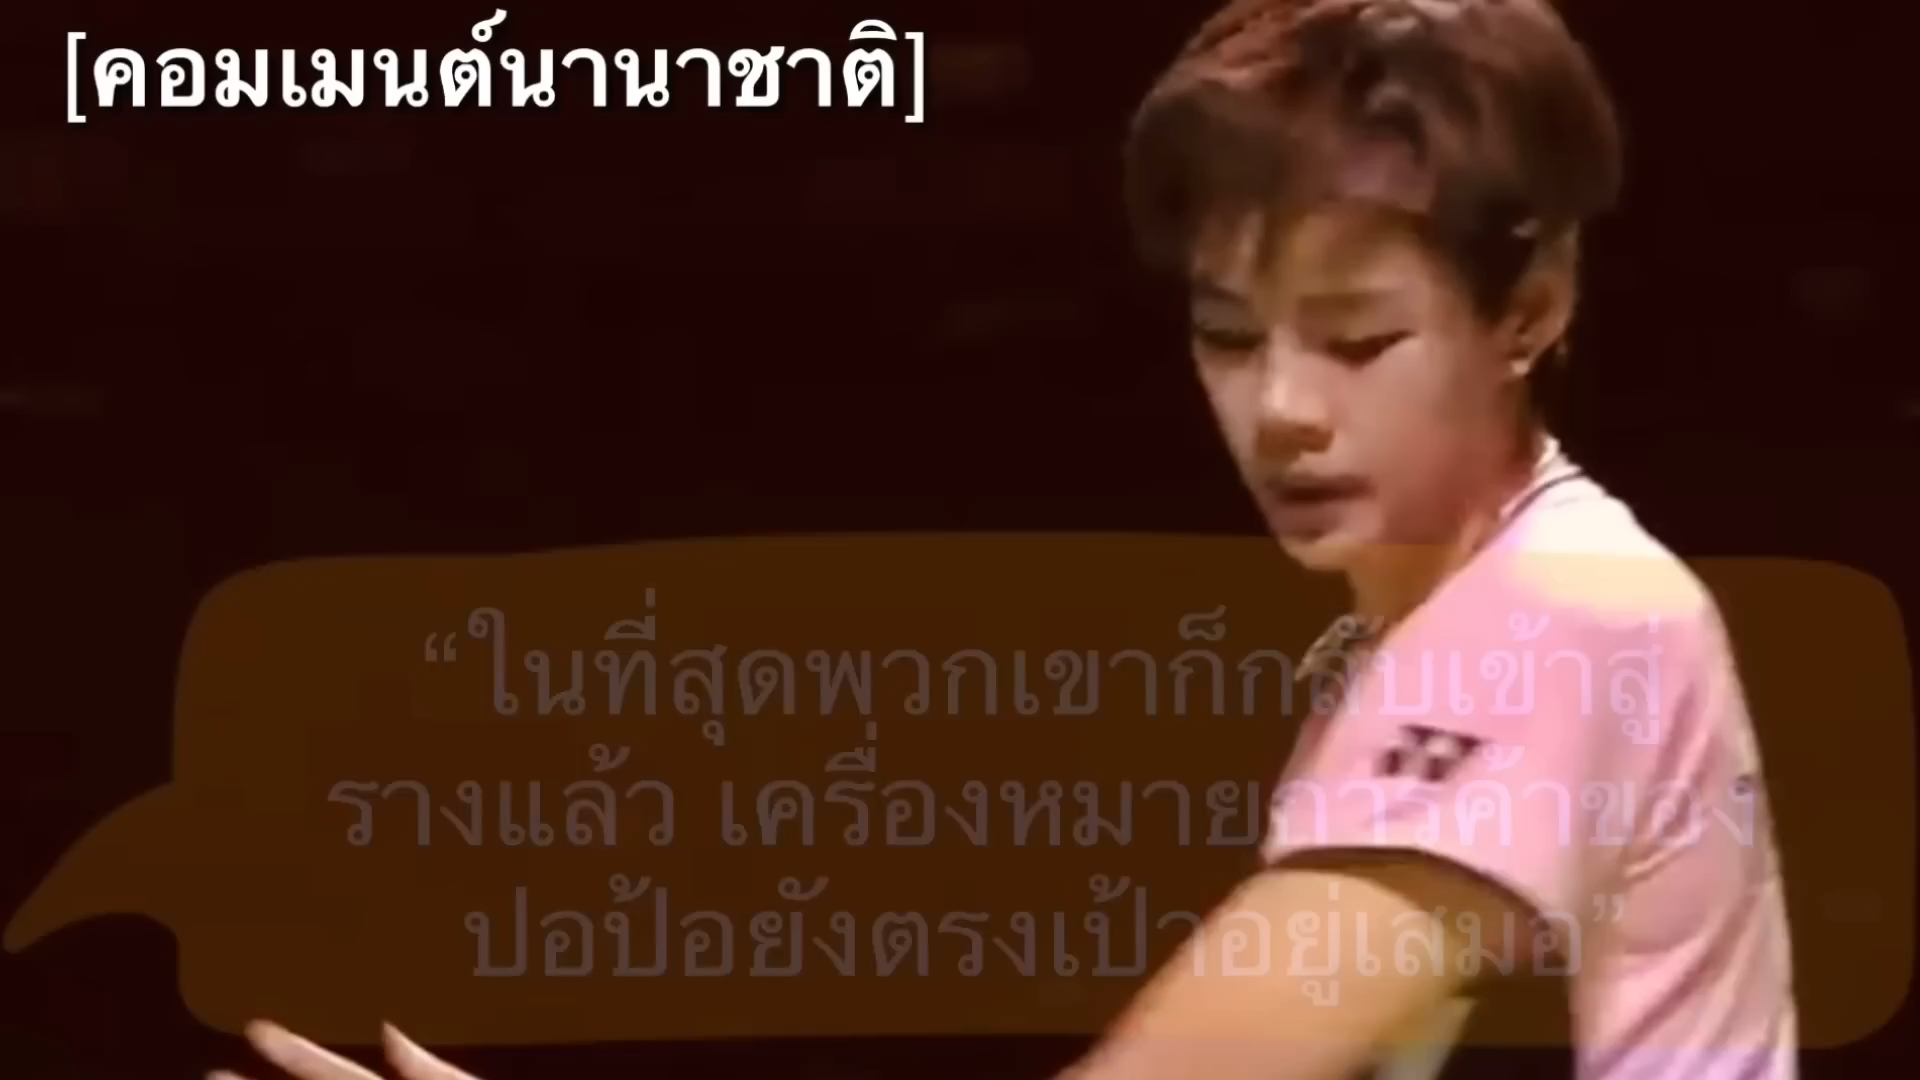 [คอมเมนต์นานาชาติ]
“ในที่สุดพวกเขาก็กลับเข้าสู่
รางแล้ว เครื่องหมายการค้าของ
ปอป้อยังตรงเป้าอยู่เสมอ”